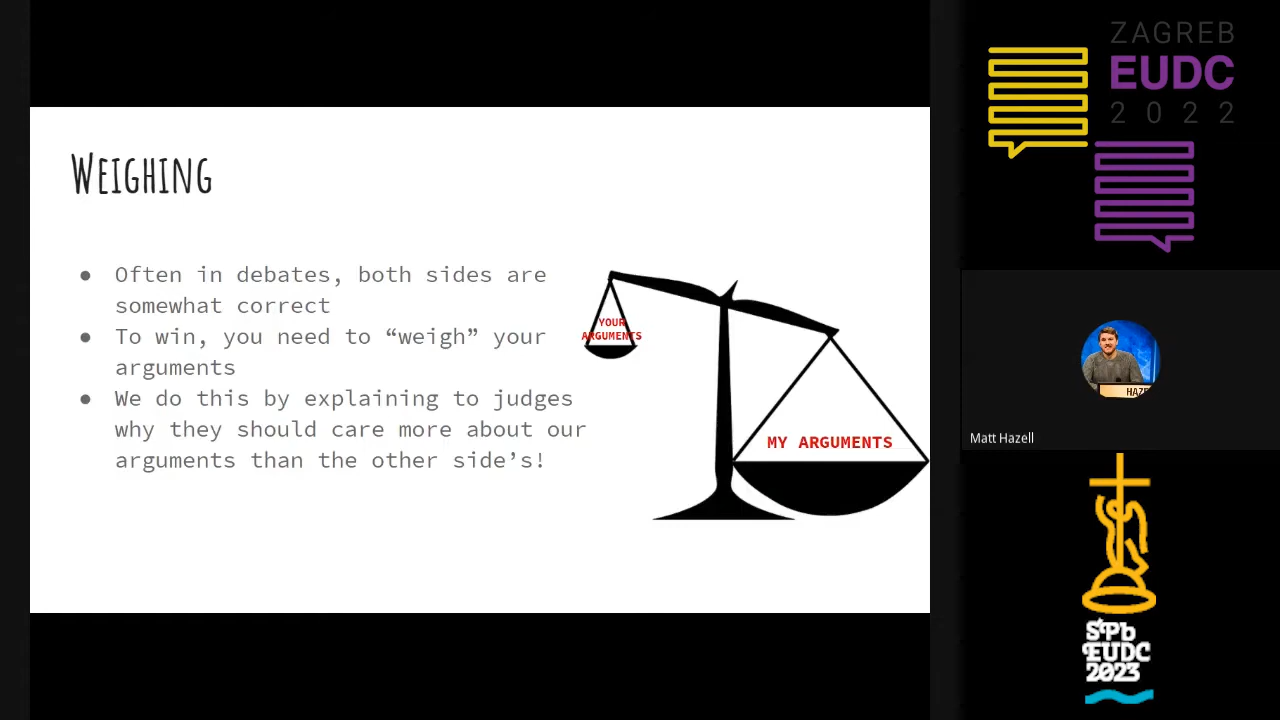 WEIGHING
● Often in debates, both sides are
somewhat correct
● To win, you need to “weigh” your
arguments
● We do this by explaining to judges
why they should care more about our
arguments than the other side’s!
YOUR
ARGUMENTS
MY ARGUMENTS
ZAGREB
EUDC
2022
Matt Hazell
SPb
EUDC
2023